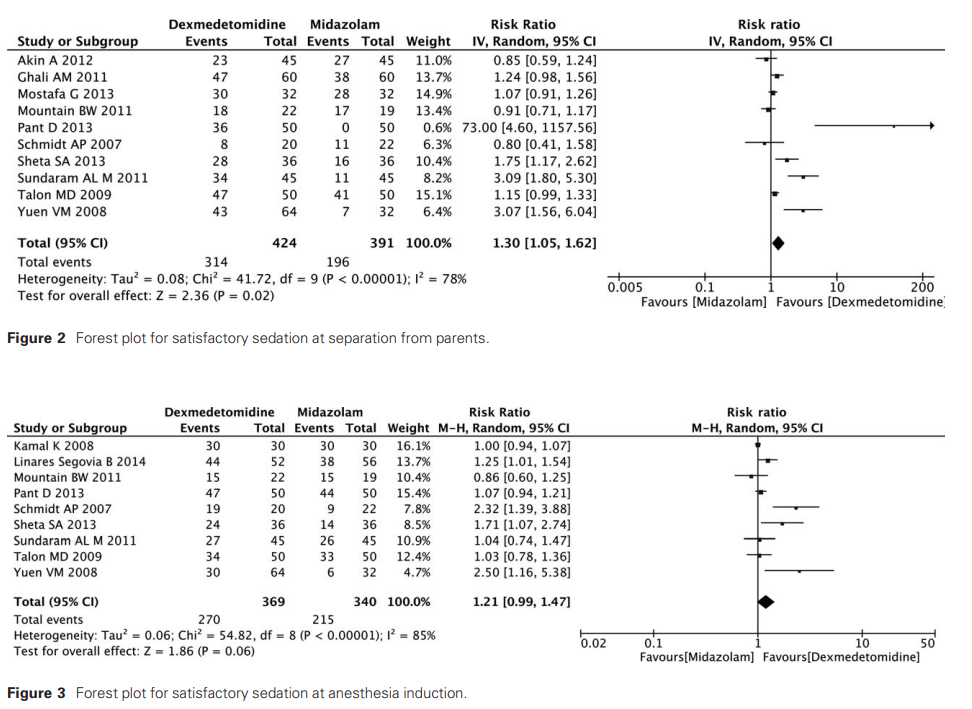 Dexmedetomidine Midazolam Risk Ratio Risk ratio
Study or Subgroup Events Total Events Total Weight IV, Random, 95% CI IV, Random, 95% CI
Akin A 2012 23 45 27 45 11.0% 0.85 [0.59, 1.24]
Ghali AM 2011 47 60 38 60 13.7% 1.24 [0.98, 1.56]
Mostafa G 2013 30 32 28 32 14.9% 1.07 [0.91, 1.26]
Mountain BW 2011 18 22 17 19 13.4% 0.91 [0.71, 1.17]
Pant D 2013 36 50 0 50 0.6% 73.00 [4.60, 1157.56]
Schmidt AP 2007 8 20 11 22 6.3% 0.80 [0.41, 1.58]
Sheta SA 2013 28 36 16 36 10.4% 1.75 [1.17, 2.62]
Sundaram AL M 2011 34 45 11 45 8.2% 3.09 [1.80, 5.30]
Talon MD 2009 47 50 41 50 15.1% 1.15 [0.99, 1.33]
Yuen VM 2008 43 64 7 32 6.4% 3.07 [1.56, 6.04]
Total (95% CI) 424 391 100.0% 1.30 [1.05, 1.62]
Total events 314 196
Heterogeneity: Tau² = 0.08; Chi² = 41.72, df = 9 (P < 0.00001); I² = 78%
Test for overall effect: Z = 2.36 (P = 0.02)
0.005 0.1 1 10 200
Favours [Midazolam] Favours [Dexmedetomidine]
Figure 2 Forest plot for satisfactory sedation at separation from parents.
Dexmedetomidine Midazolam Risk Ratio Risk ratio
Study or Subgroup Events Total Events Total Weight M-H, Random, 95% CI M-H, Random, 95% CI
Kamal K 2008 30 30 30 30 16.1% 1.00 [0.94, 1.07]
Linares Segovia B 2014 44 52 38 56 13.7% 1.25 [1.01, 1.54]
Mountain BW 2011 15 22 15 19 10.4% 0.86 [0.60, 1.25]
Pant D 2013 47 50 44 50 15.4% 1.07 [0.94, 1.21]
Schmidt AP 2007 19 20 9 22 7.8% 2.32 [1.39, 3.88]
Sheta SA 2013 24 36 14 36 8.5% 1.71 [1.07, 2.74]
Sundaram AL M 2011 27 45 26 45 10.9% 1.04 [0.74, 1.47]
Talon MD 2009 34 50 33 50 12.4% 1.03 [0.78, 1.36]
Yuen VM 2008 30 64 6 32 4.7% 2.50 [1.16, 5.38]
Total (95% CI) 369 340 100.0% 1.21 [0.99, 1.47]
Total events 270 215
Heterogeneity: Tau² = 0.06; Chi² = 54.82, df = 8 (P < 0.00001); I² = 85%
Test for overall effect: Z = 1.86 (P = 0.06)
0.02 0.1 1 10 50
Favours[Midazolam] Favours[Dexmedetomidine]
Figure 3 Forest plot for satisfactory sedation at anesthesia induction.